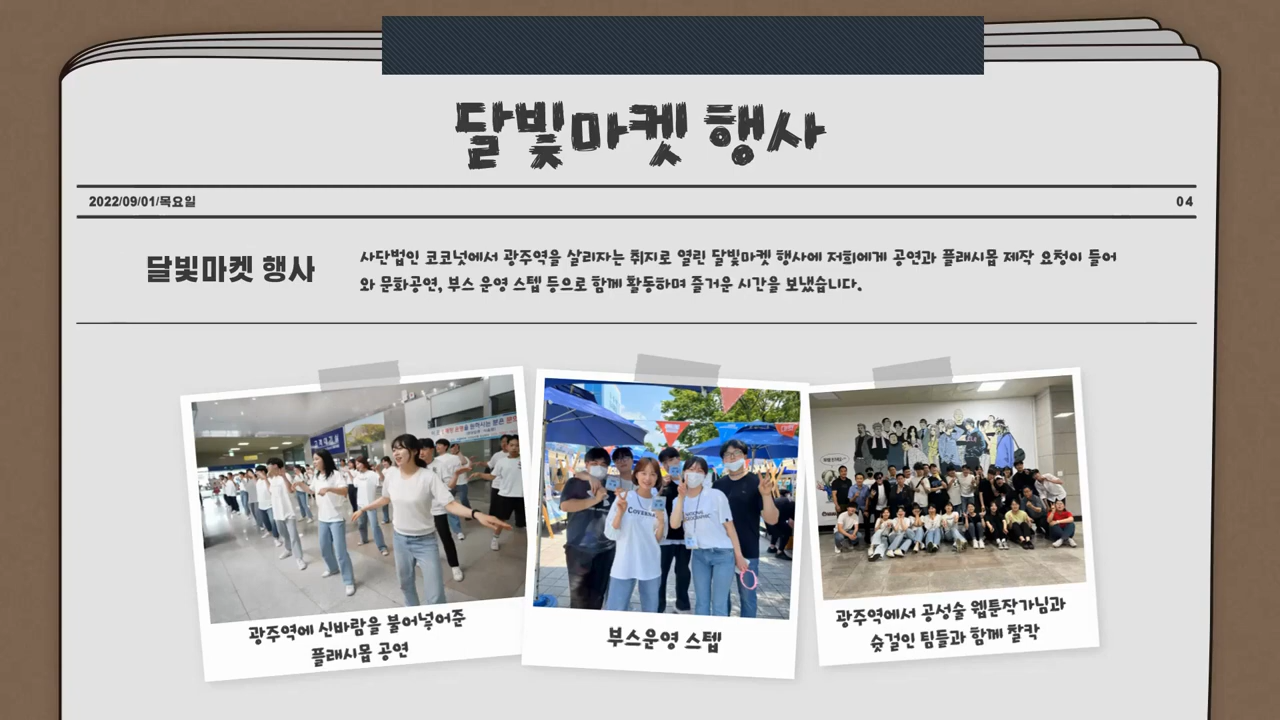 달빛마켓 행사
2022/09/01/목요일
04
달빛마켓 행사
사단법인 코코넛에서 광주역을 살리자는 취지로 열린 달빛마켓 행사에 저희에게 공연과 플래시몹 제작 요청이 들어
와 문화공연, 부스 운영 스텝 등으로 함께 활동하며 즐거운 시간을 보냈습니다.
NATIONAL
GEOGRAPHIC
광주역에 신바람을 불어넣어준
플래시몹 공연
부스운영 스텝
광주역에서 공성술 웹툰작가님과
숏걸인 팀들과 함께 찰칵